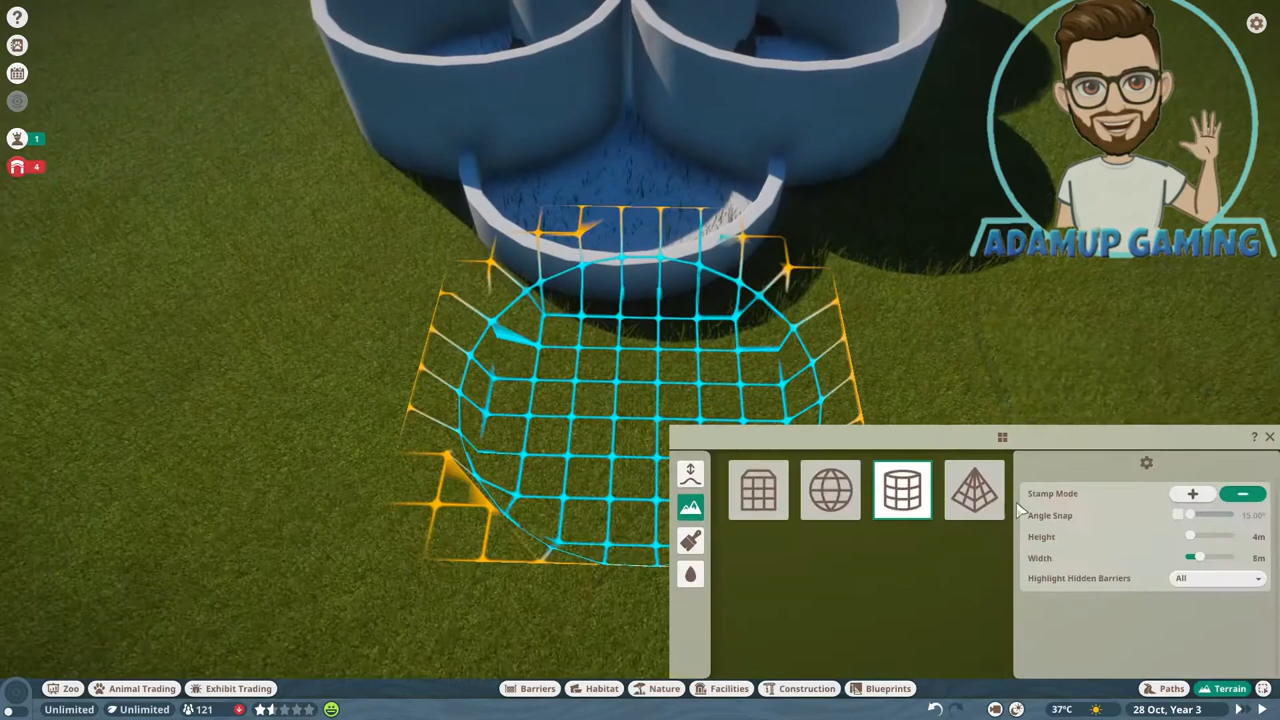 ?
1
4
ADAMUP GAMING
?
Stamp Mode
+
−
Angle Snap
15.00°
Height
4m
Width
8m
Highlight Hidden Barriers
All
Zoo
Animal Trading
Exhibit Trading
Barriers
Habitat
Nature
Facilities
Construction
Blueprints
Paths
Terrain
Unlimited
Unlimited
121
37°C
28 Oct, Year 3